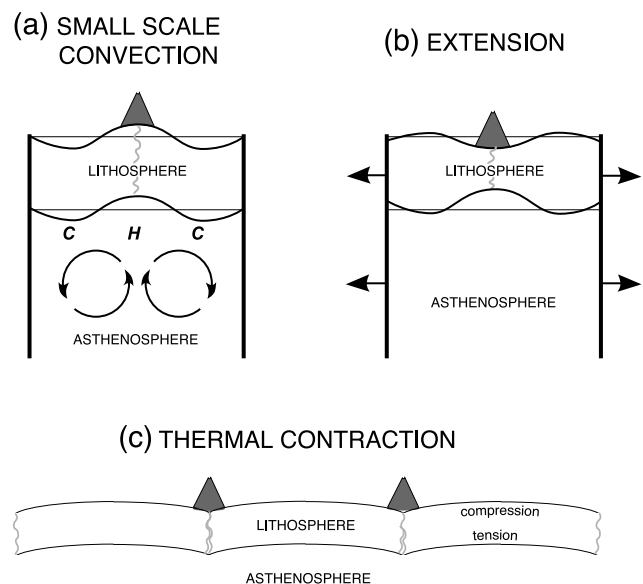 (a) SMALL SCALE
CONVECTION
LITHOSPHERE
C H C
ASTHENOSPHERE
(b) EXTENSION
LITHOSPHERE
ASTHENOSPHERE
(c) THERMAL CONTRACTION
LITHOSPHERE
compression
tension
ASTHENOSPHERE